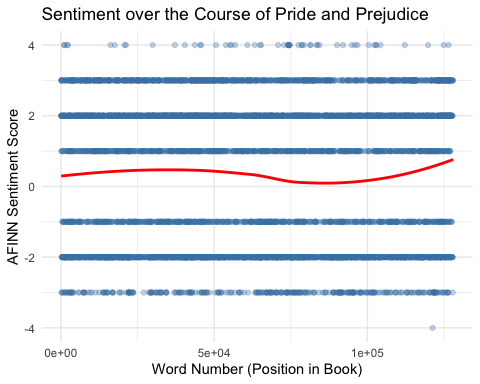 Sentiment over the Course of Pride and Prejudice
AFINN Sentiment Score
4
2
0
-2
-4
0e+00 5e+04 1e+05
Word Number (Position in Book)